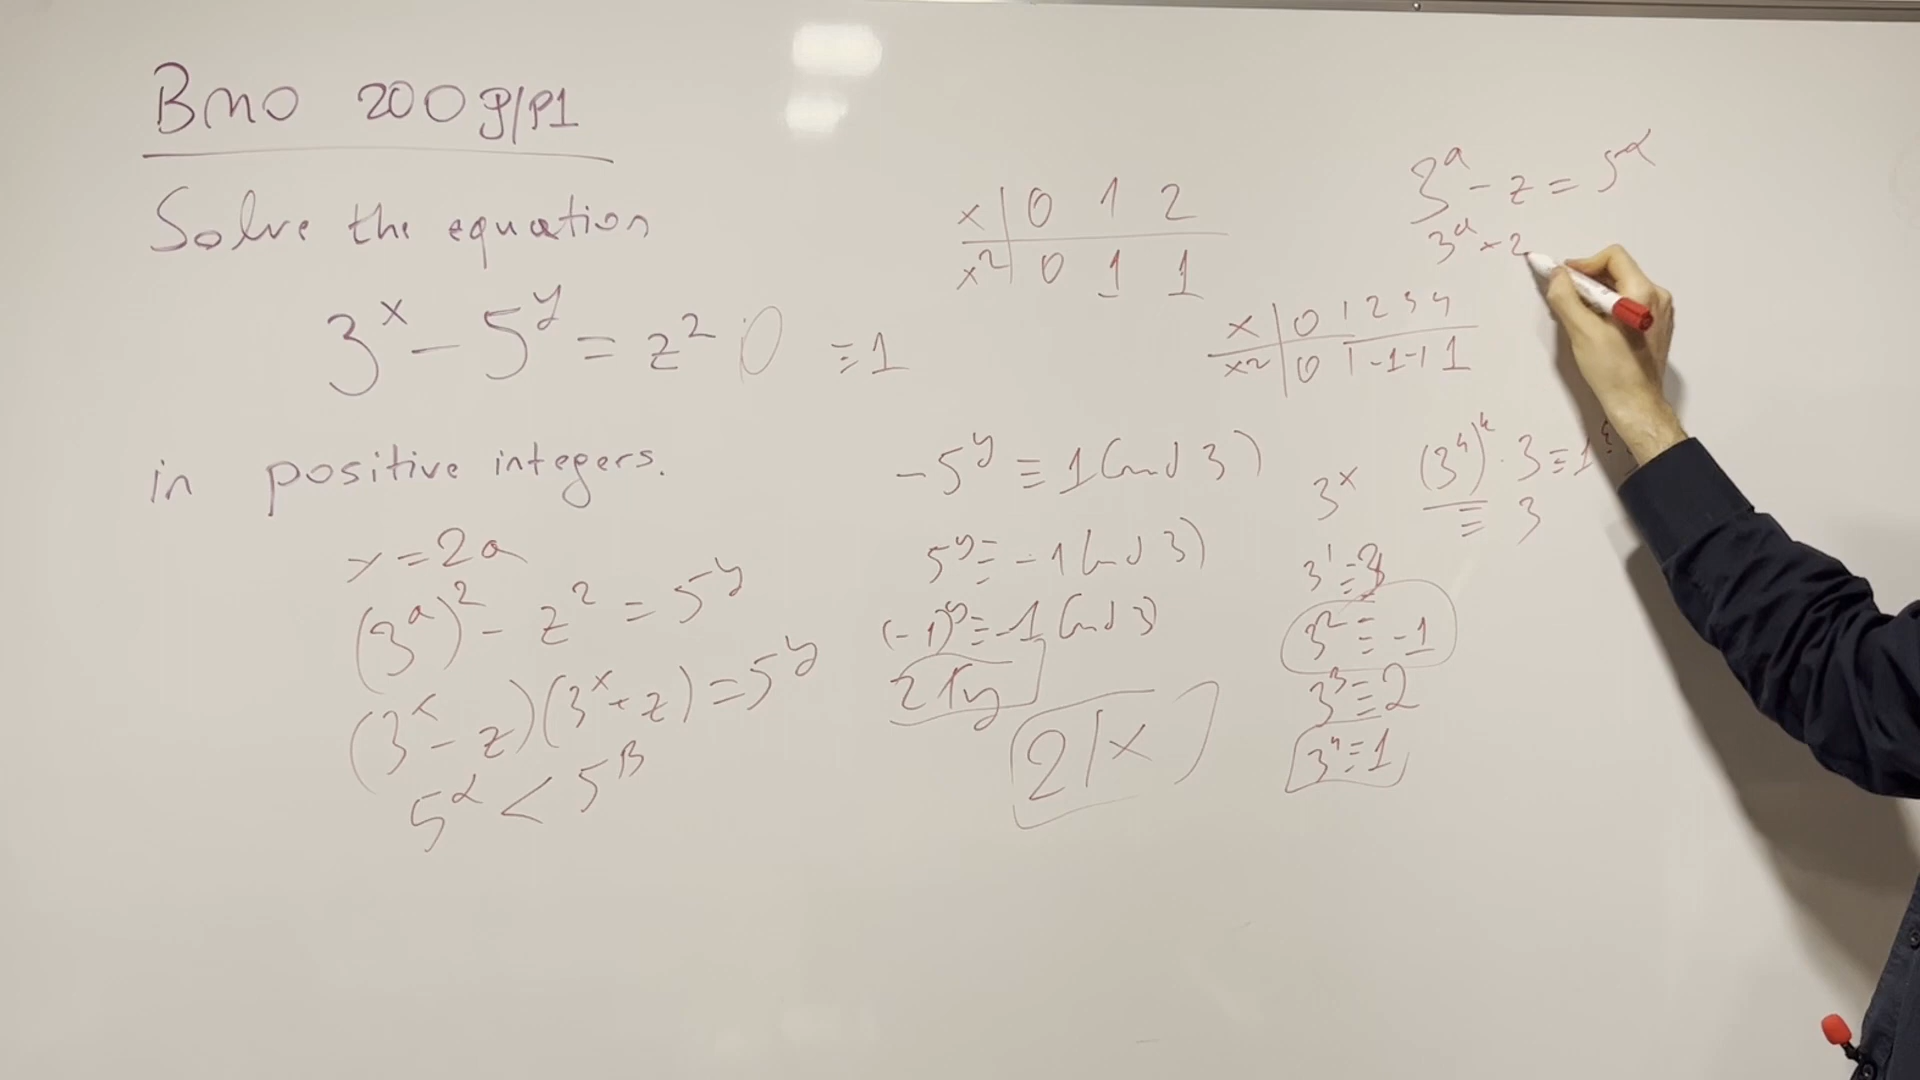 BMO 2009/P1
Solve the equation
3^x - 5^y = z^2 0 ≡ 1
in positive integers.
x = 2a
(3^a)^2 - z^2 = 5^y
(3^x - z)(3^x + z) = 5^y
5^α < 5^β
x | 0 1 2
x^2 | 0 1 1
-5^y ≡ 1 (mod 3)
5^y ≡ -1 (mod 3)
(-1)^y ≡ -1 (mod 3)
2 ∤ y
2 | x
3^a - z = 5^α
3^a + z
x | 0 1 2 3 4
x^2 | 0 1 -1 -1 1
3^x
(3^4)^k · 3 ≡ 1
≡ 3
3^1 ≡ 3
3^2 ≡ -1
3^3 ≡ 2
3^4 ≡ 1